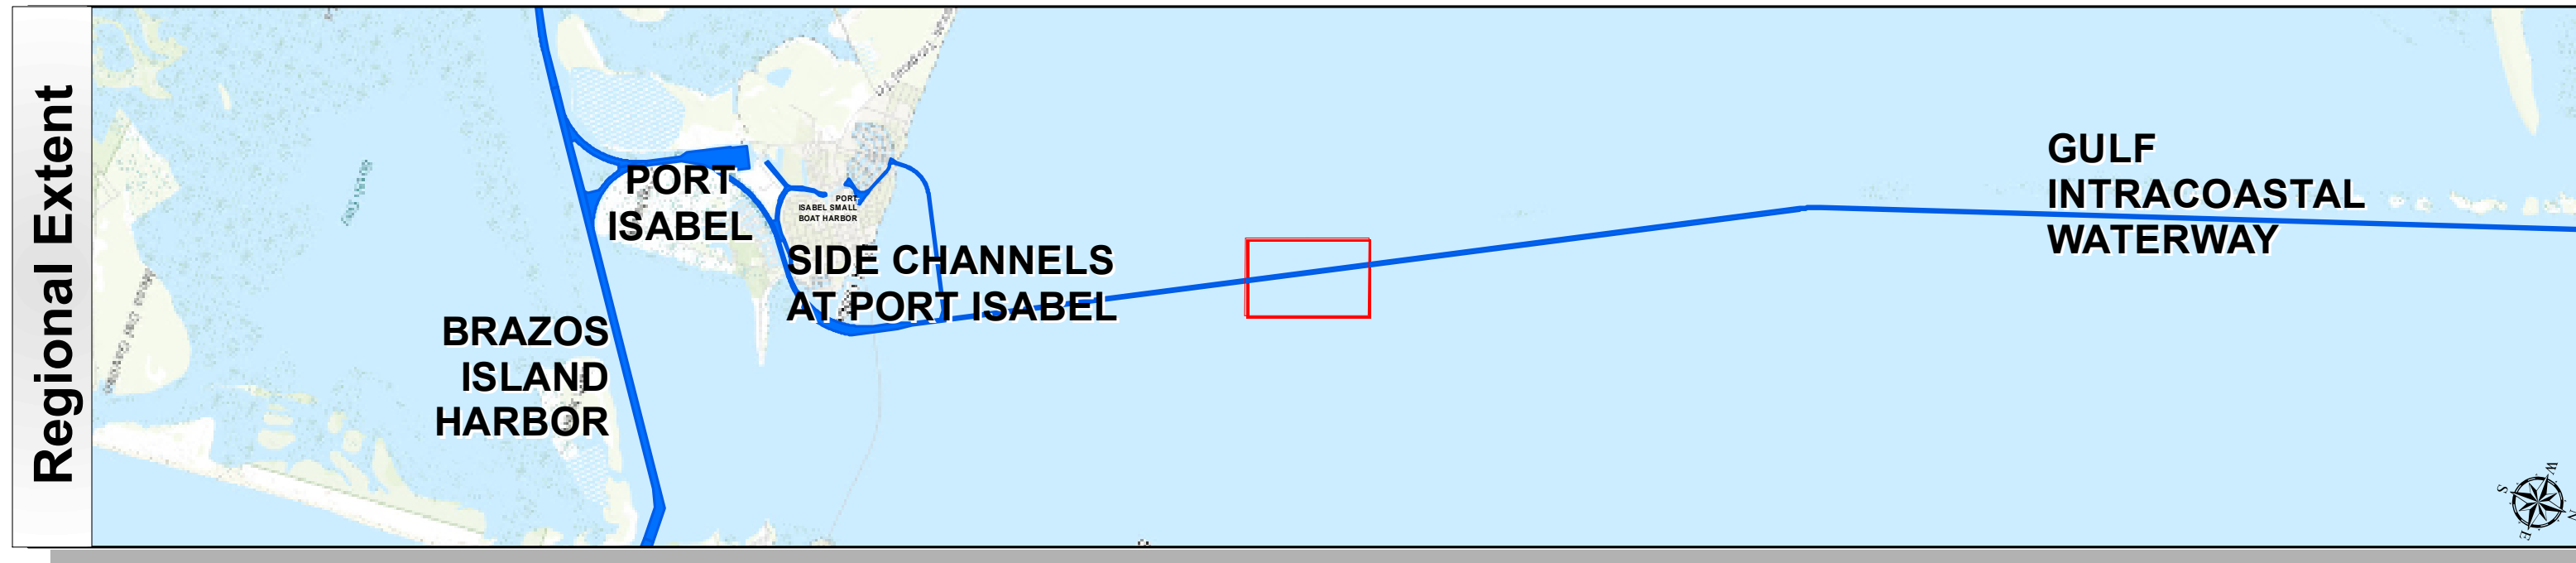 Regional Extent
PORT
ISABEL
PORT
ISABEL SMALL
BOAT HARBOR
SIDE CHANNELS
AT PORT ISABEL
BRAZOS
ISLAND
HARBOR
GULF
INTRACOASTAL
WATERWAY
W
S
N
E